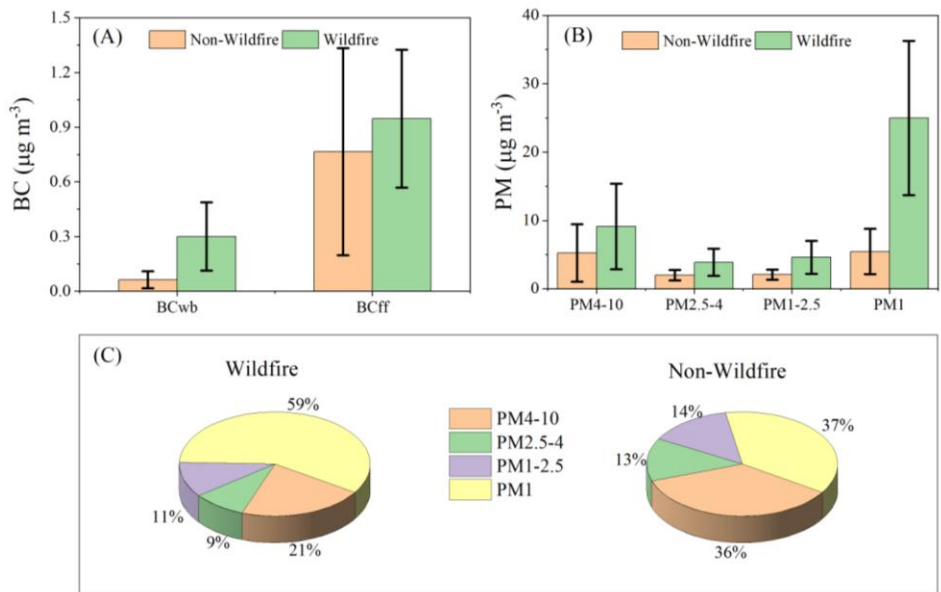 (A)
Non-Wildfire Wildfire
BC (µg m⁻³)
1.5
1.2
0.9
0.6
0.3
0.0
BCwb BCff
(B)
Non-Wildfire Wildfire
PM (µg m⁻³)
40
30
20
10
0
PM4-10 PM2.5-4 PM1-2.5 PM1
(C)
Wildfire
59%
11%
9%
21%
PM4-10
PM2.5-4
PM1-2.5
PM1
Non-Wildfire
14%
37%
13%
36%